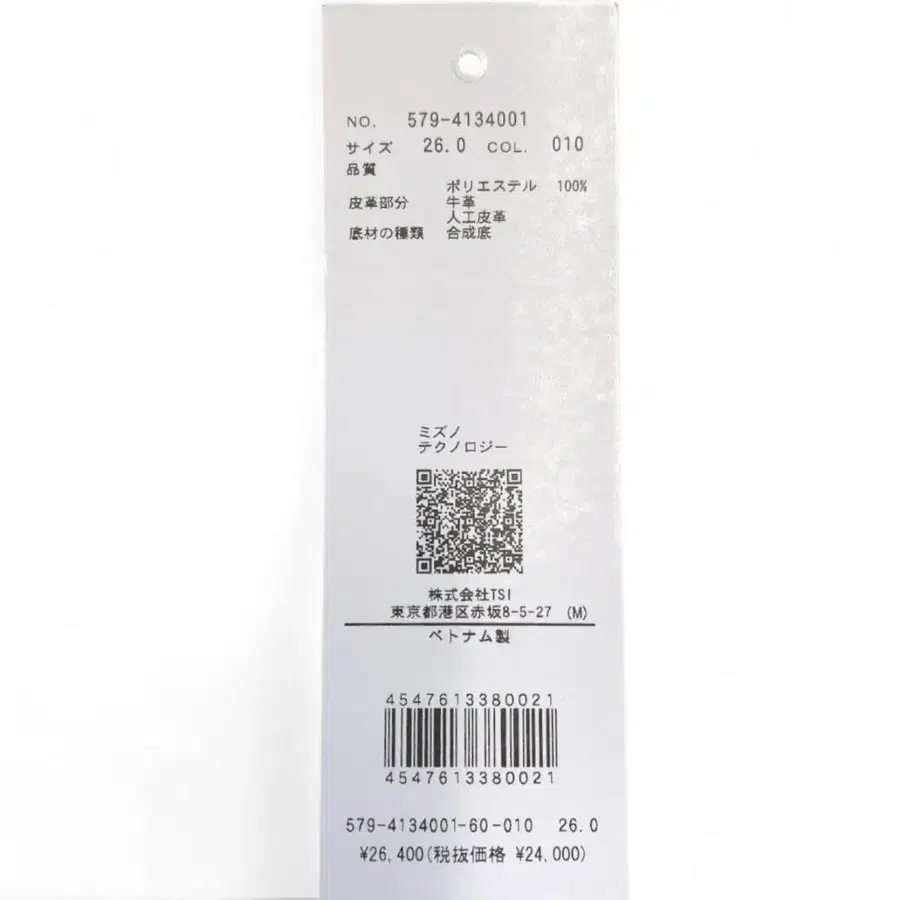 NO. 579-4134001
サイズ 26.0 COL. 010
品質
ポリエステル 100%
皮革部分 牛革
人工皮革
底材の種類 合成底
ミズノ
テクノロジー
株式会社TSI
東京都港区赤坂8-5-27 (M)
ベトナム製
4547613380021
4547613380021
579-4134001-60-010 26.0
¥26,400(税抜価格 ¥24,000)